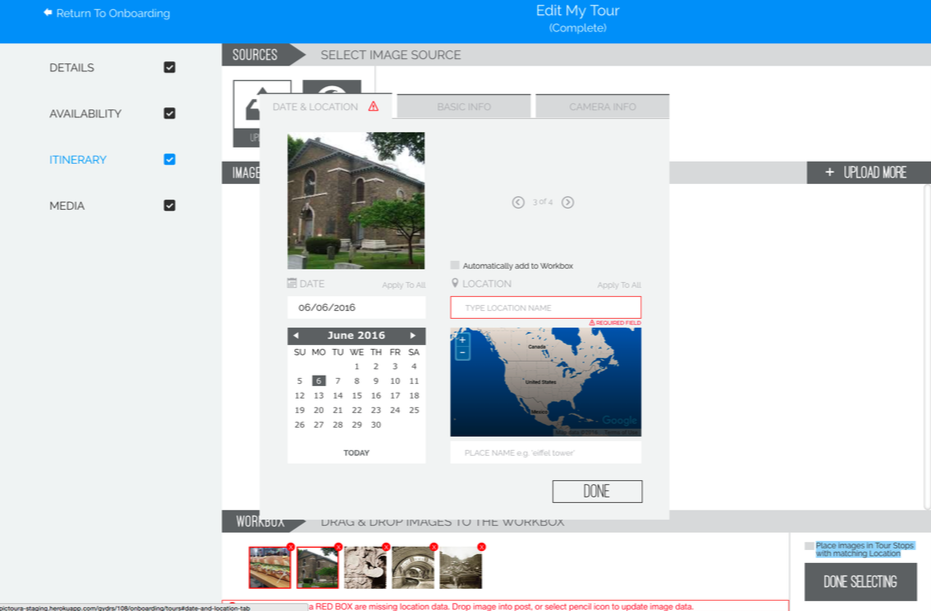 Return To Onboarding
Edit My Tour
(Complete)
DETAILS
AVAILABILITY
ITINERARY
MEDIA
SOURCES
SELECT IMAGE SOURCE
DATE & LOCATION
BASIC INFO
CAMERA INFO
IMAGE
+ UPLOAD MORE
3 of 4
Automatically add to Workbox
DATE
Apply To All
LOCATION
Apply To All
06/06/2016
TYPE LOCATION NAME
REQUIRED FIELD
June 2016
SU MO TU WE TH FR SA
1 2 3 4
5 6 7 8 9 10 11
12 13 14 15 16 17 18
19 20 21 22 23 24 25
26 27 28 29 30
TODAY
+
−
Canada
United States
Mexico
Google
PLACE NAME e.g. 'eiffel tower'
DONE
WORKBOX
DRAG & DROP IMAGES TO THE WORKBOX
Place images in Tour Stops
with matching Location
DONE SELECTING
a RED BOX are missing location data. Drop image into post, or select pencil icon to update image data.
pictoura-staging.herokuapp.com/gydrs/108/onboarding/tours#date-and-location-tab